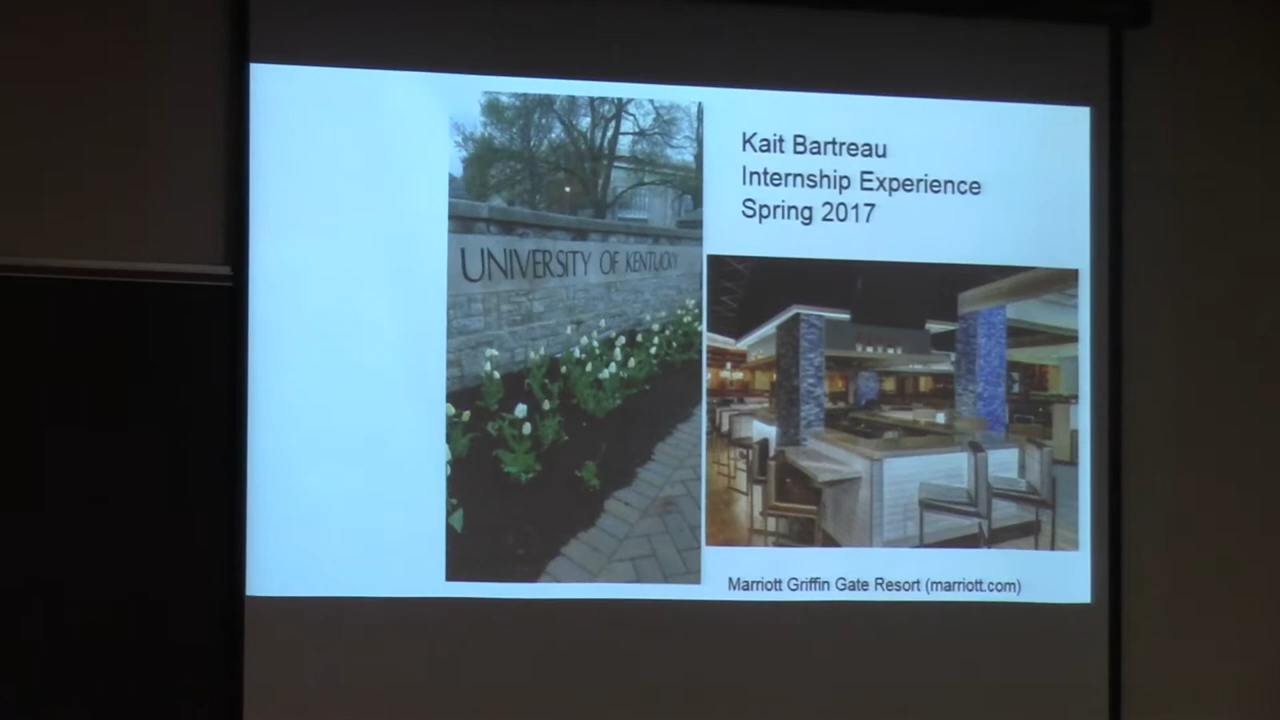 UNIVERSITY OF KENTUCKY
Kait Bartreau
Internship Experience
Spring 2017
Marriott Griffin Gate Resort (marriott.com)